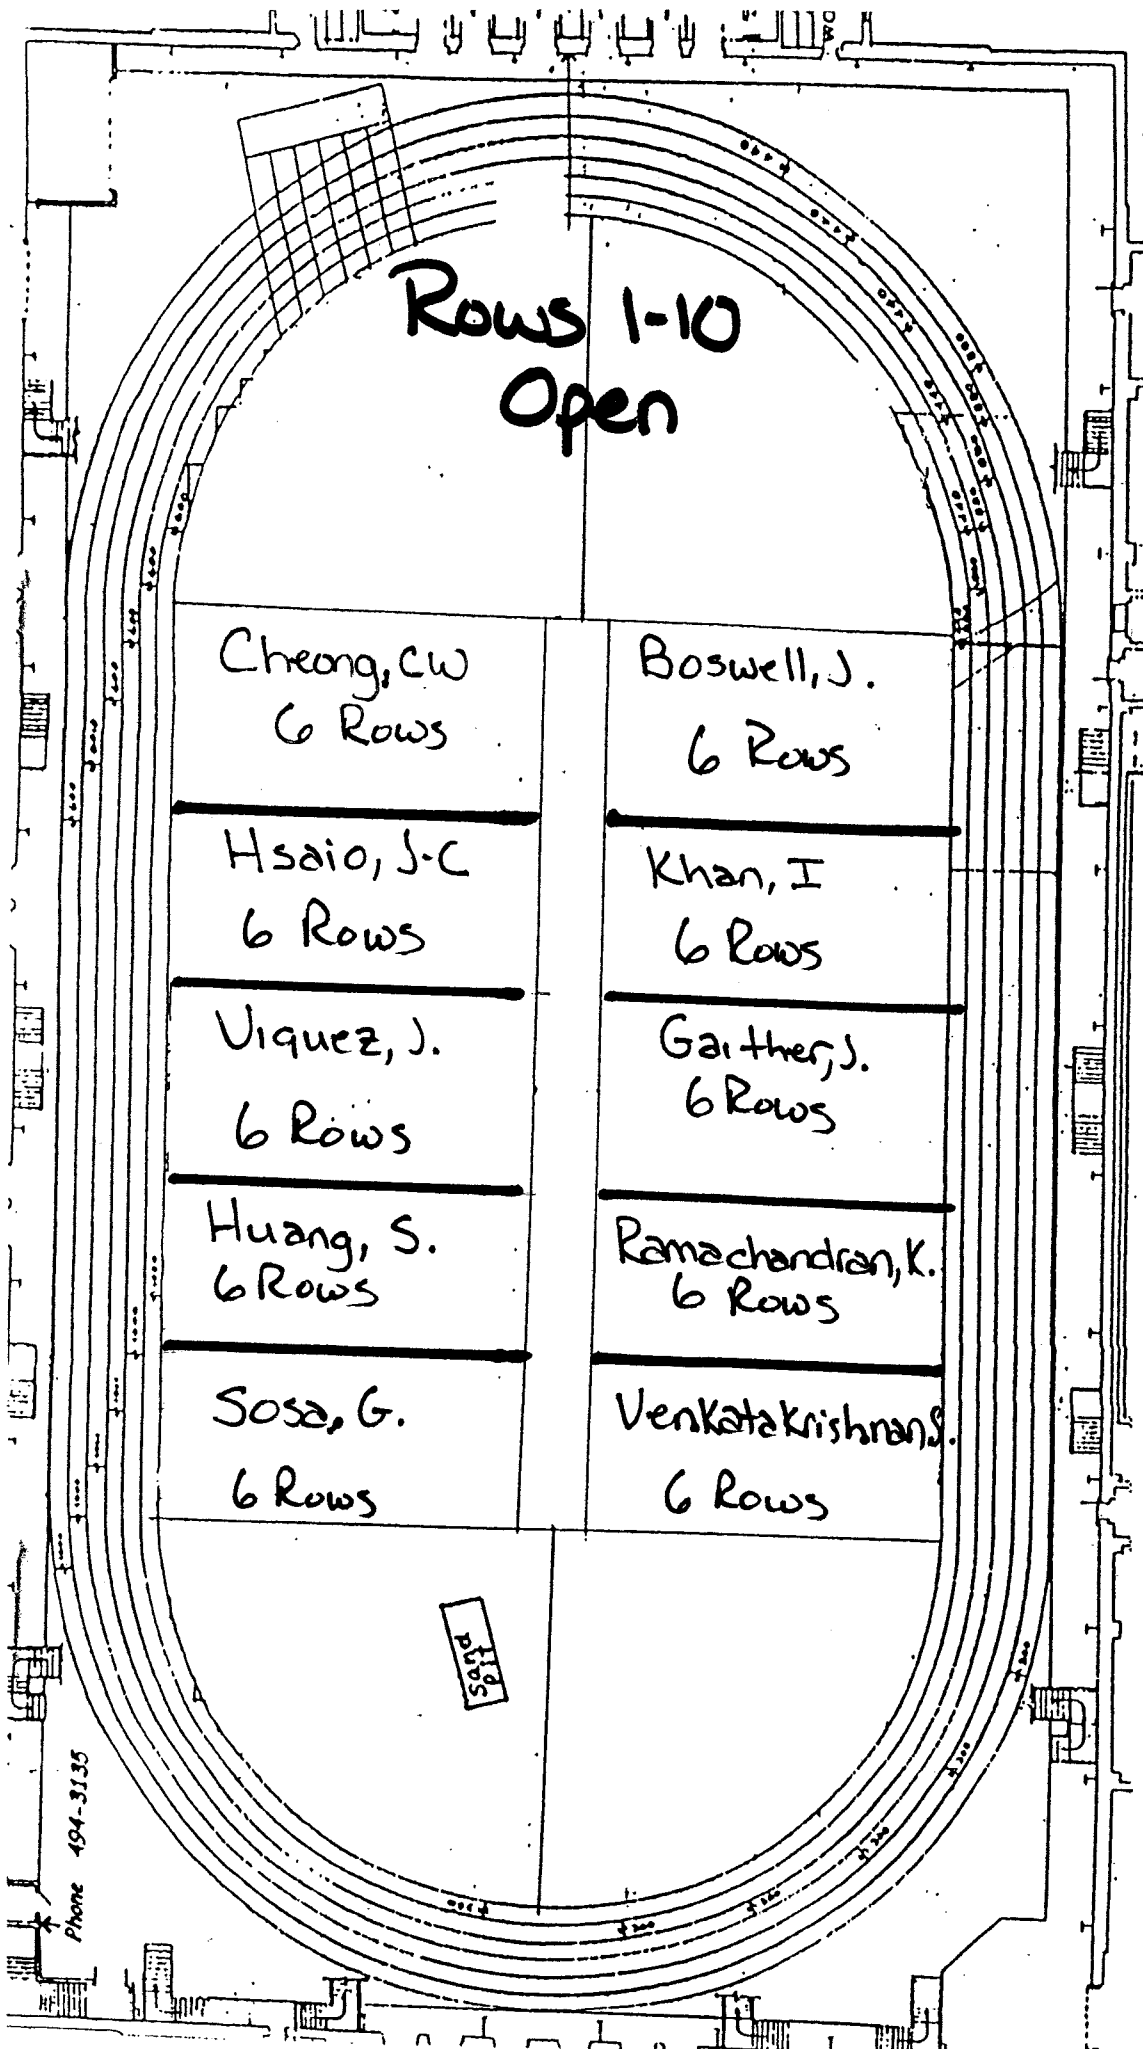 Rows 1-10
Open
Cheong, CW
6 Rows
Boswell, J.
6 Rows
Hsaio, J-C
6 Rows
Khan, I
6 Rows
Viquez, J.
6 Rows
Gaither, J.
6 Rows
Huang, S.
6 Rows
Ramachandran, K.
6 Rows
Sosa, G.
6 Rows
Venkatakrishnan, S.
6 Rows
Sand
pit
Phone 494-3135